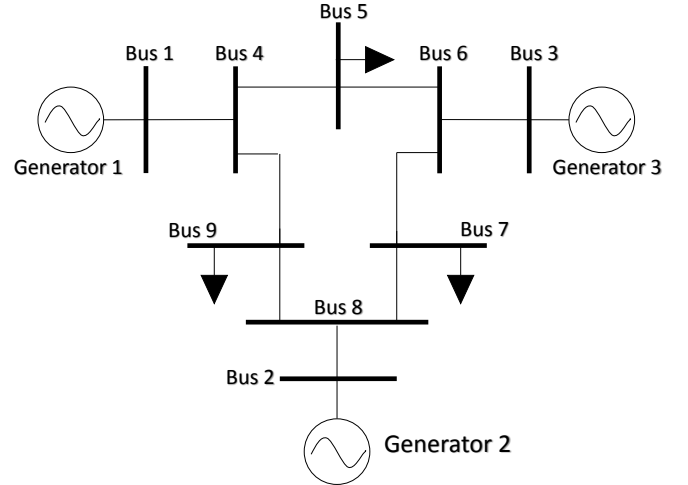 Bus 5
Bus 1
Bus 4
Bus 6
Bus 3
Generator 1
Generator 3
Bus 9
Bus 7
Bus 8
Bus 2
Generator 2